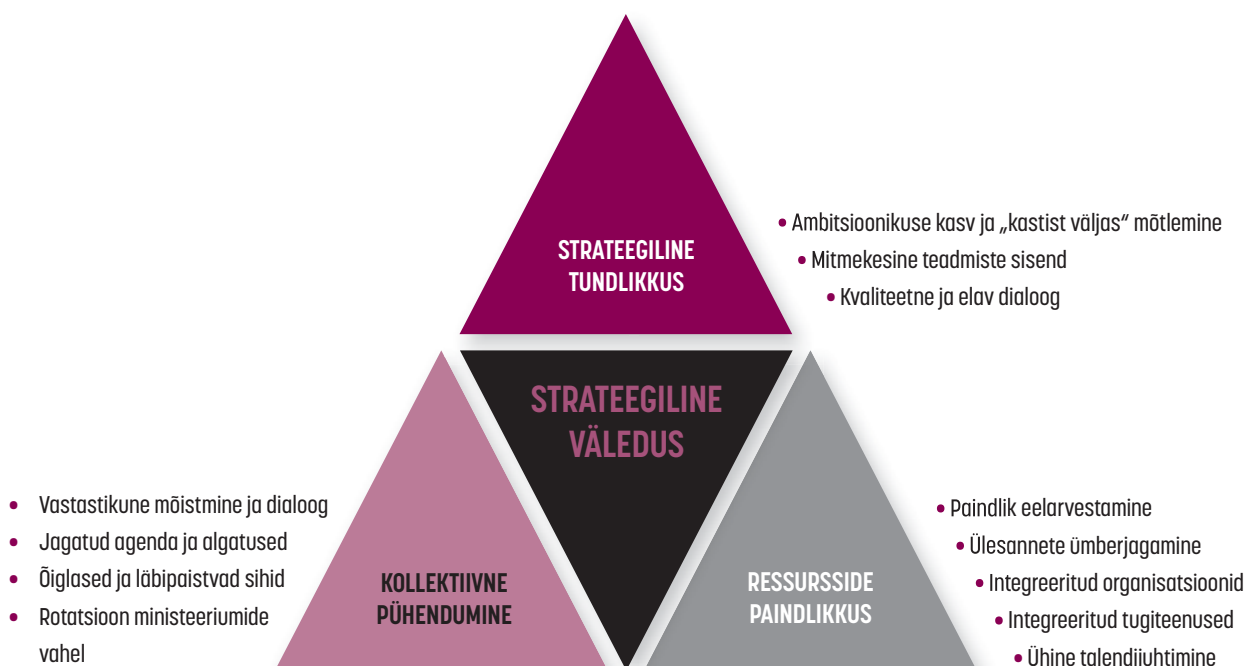 STRATEEGILINE
TUNDLIKKUS
• Ambitsioonikuse kasv ja „kastist väljas“ mõtlemine
• Mitmekesine teadmiste sisend
• Kvaliteetne ja elav dialoog
STRATEEGILINE
VÄLEDUS
• Vastastikune mõistmine ja dialoog
• Jagatud agenda ja algatused
• Õiglased ja läbipaistvad sihid
• Rotatsioon ministeeriumide
vahel
KOLLEKTIIVNE
PÜHENDUMINE
RESSURSSIDE
PAINDLIKKUS
• Paindlik eelarvestamine
• Ülesannete ümberjagamine
• Integreeritud organisatsioonid
• Integreeritud tugiteenused
• Ühine talendijuhtimine